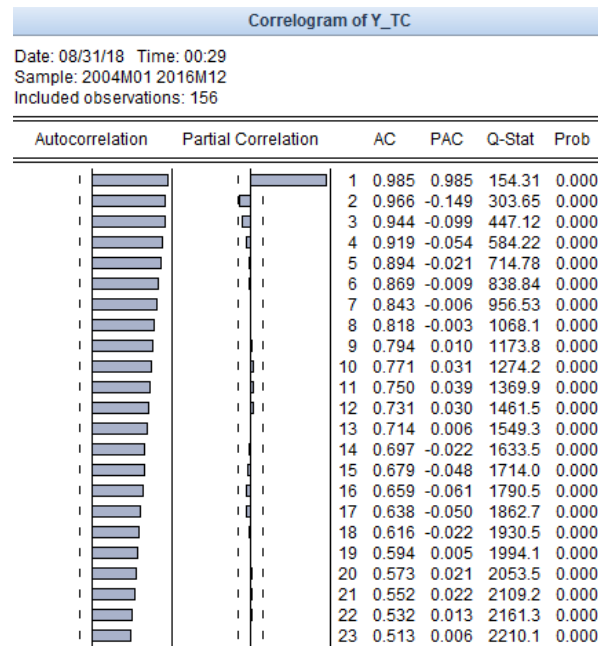 Correlogram of Y_TC
Date: 08/31/18 Time: 00:29
Sample: 2004M01 2016M12
Included observations: 156
Autocorrelation Partial Correlation AC PAC Q-Stat Prob
1 0.985 0.985 154.31 0.000
2 0.966 -0.149 303.65 0.000
3 0.944 -0.099 447.12 0.000
4 0.919 -0.054 584.22 0.000
5 0.894 -0.021 714.78 0.000
6 0.869 -0.009 838.84 0.000
7 0.843 -0.006 956.53 0.000
8 0.818 -0.003 1068.1 0.000
9 0.794 0.010 1173.8 0.000
10 0.771 0.031 1274.2 0.000
11 0.750 0.039 1369.9 0.000
12 0.731 0.030 1461.5 0.000
13 0.714 0.006 1549.3 0.000
14 0.697 -0.022 1633.5 0.000
15 0.679 -0.048 1714.0 0.000
16 0.659 -0.061 1790.5 0.000
17 0.638 -0.050 1862.7 0.000
18 0.616 -0.022 1930.5 0.000
19 0.594 0.005 1994.1 0.000
20 0.573 0.021 2053.5 0.000
21 0.552 0.022 2109.2 0.000
22 0.532 0.013 2161.3 0.000
23 0.513 0.006 2210.1 0.000